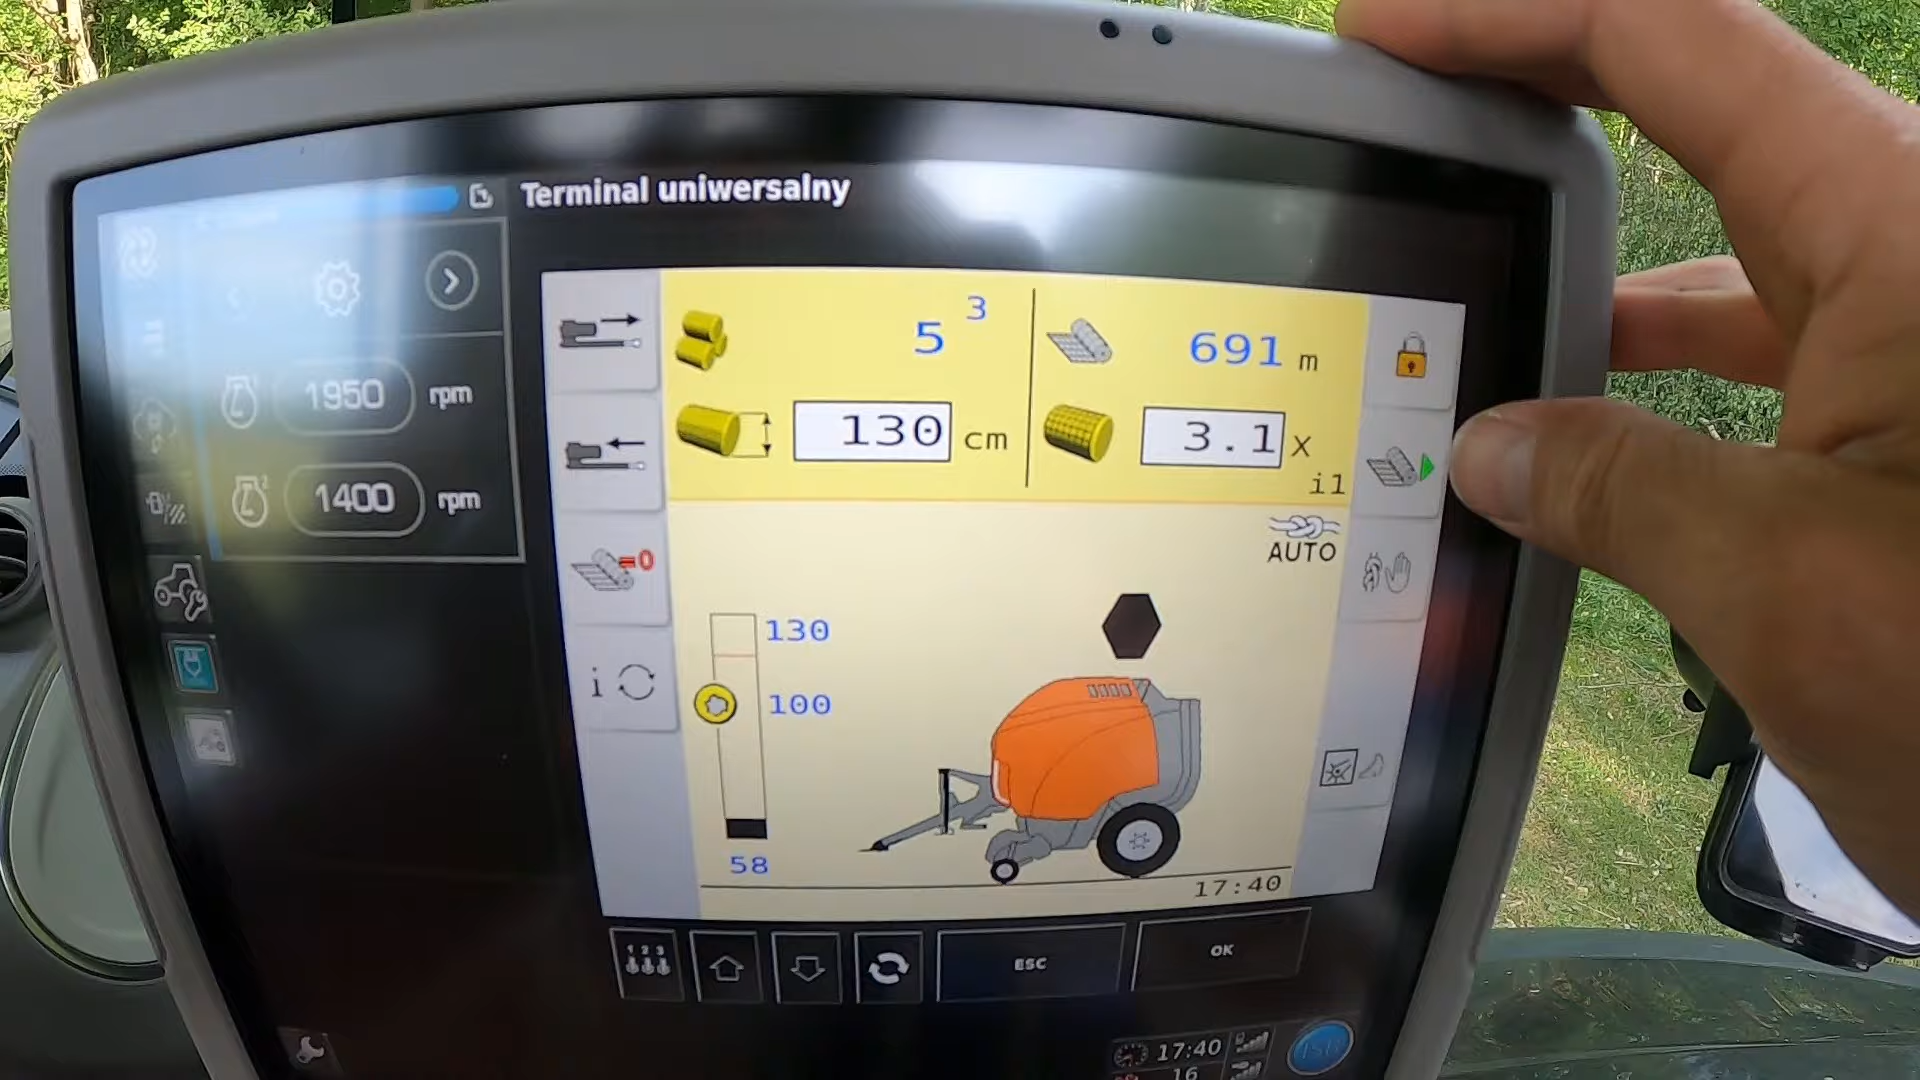 Terminal uniwersalny
1950 rpm
1400 rpm
5 3
691 m
130 cm
3.1 x
i1
=0
AUTO
i
130
100
58
17:40
1 2 3
ESC
OK
17:40
16